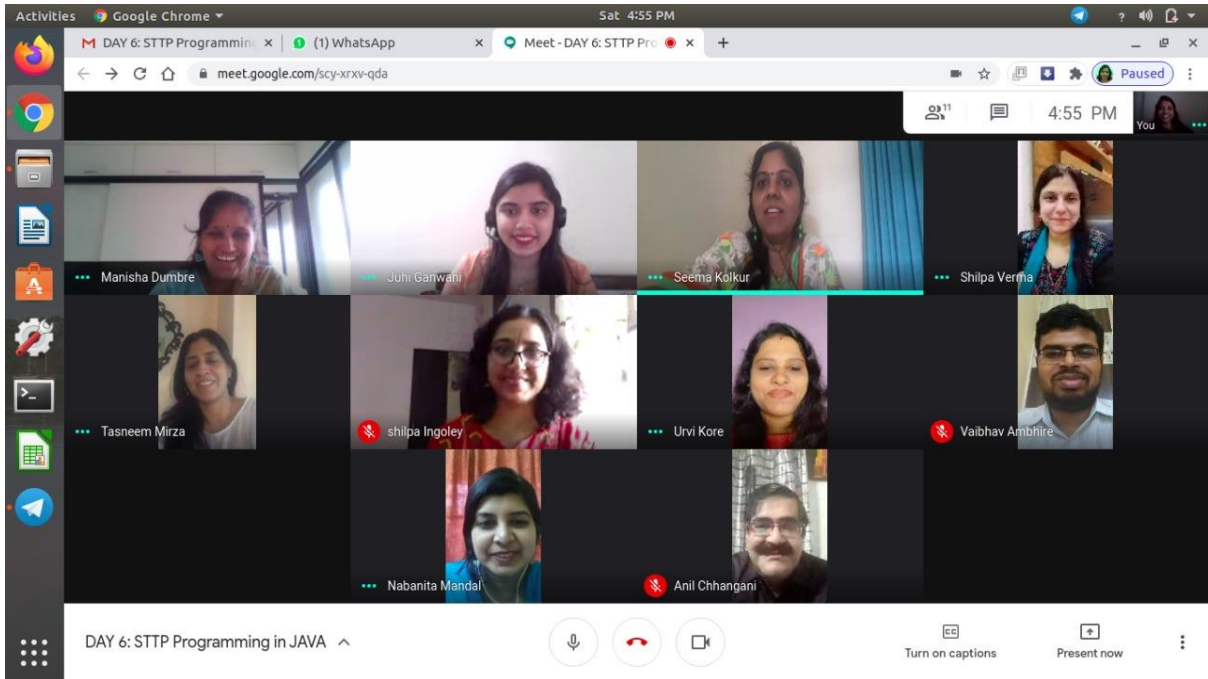 Activities Google Chrome Sat 4:55 PM ?
DAY 6: STTP Programming (1) WhatsApp Meet - DAY 6: STTP Pro
meet.google.com/scy-xrxv-qda Paused
11 4:55 PM You
Manisha Dumbre Juhi Ganwani Seema Kolkur Shilpa Verma
Tasneem Mirza shilpa Ingoley Urvi Kore Vaibhav Ambhire
Nabanita Mandal Anil Chhangani
DAY 6: STTP Programming in JAVA
CC
Turn on captions Present now